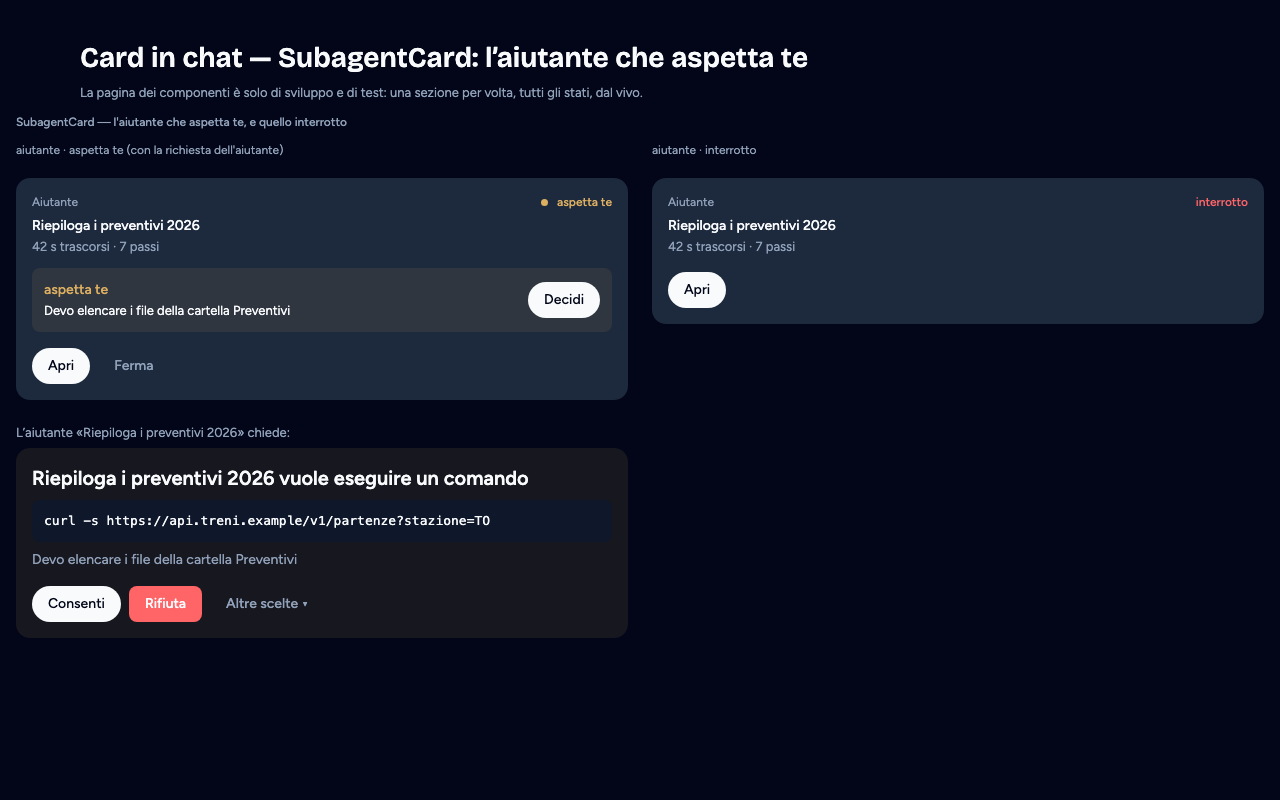 Card in chat — SubagentCard: l’aiutante che aspetta te
La pagina dei componenti è solo di sviluppo e di test: una sezione per volta, tutti gli stati, dal vivo.
SubagentCard — l'aiutante che aspetta te, e quello interrotto
aiutante · aspetta te (con la richiesta dell'aiutante)
Aiutante
aspetta te
Riepiloga i preventivi 2026
42 s trascorsi · 7 passi
aspetta te
Devo elencare i file della cartella Preventivi
Decidi
Apri
Ferma
L’aiutante «Riepiloga i preventivi 2026» chiede:
Riepiloga i preventivi 2026 vuole eseguire un comando
curl -s https://api.treni.example/v1/partenze?stazione=TO
Devo elencare i file della cartella Preventivi
Consenti
Rifiuta
Altre scelte ▾
aiutante · interrotto
Aiutante
interrotto
Riepiloga i preventivi 2026
42 s trascorsi · 7 passi
Apri